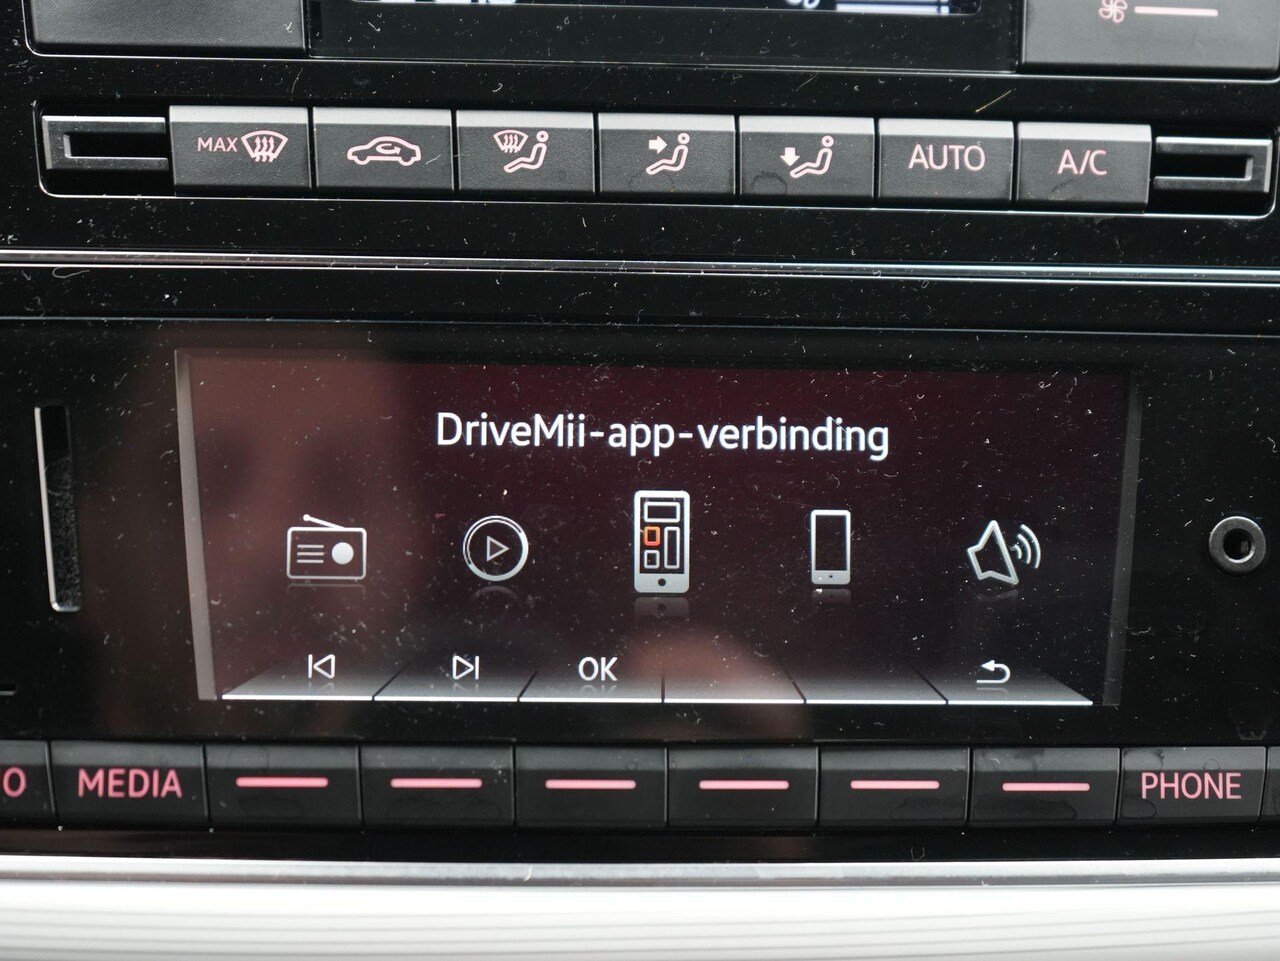 MAX
AUTO
A/C
DriveMii-app-verbinding
OK
MEDIA
PHONE